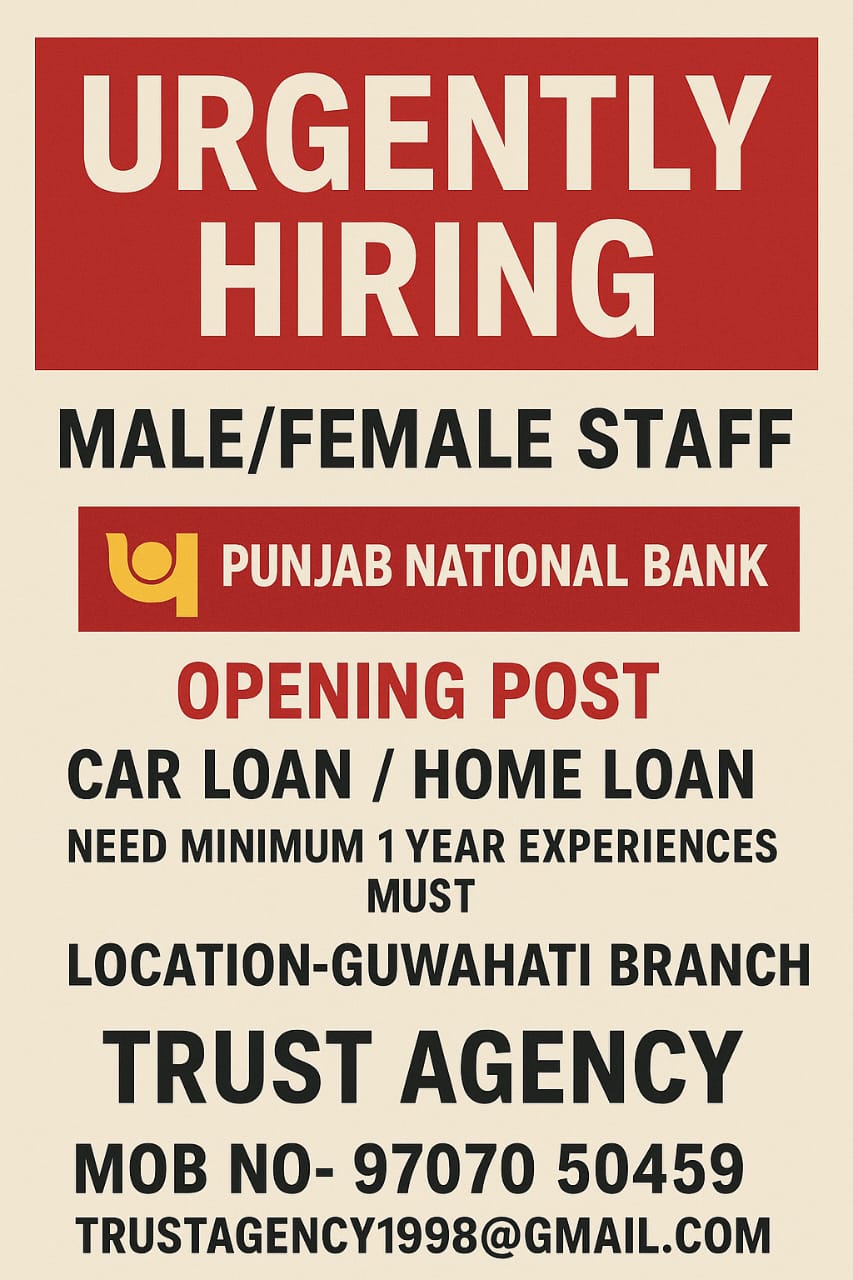 URGENTLY
HIRING
MALE/FEMALE STAFF
PUNJAB NATIONAL BANK
OPENING POST
CAR LOAN / HOME LOAN
NEED MINIMUM 1 YEAR EXPERIENCES
MUST
LOCATION-GUWAHATI BRANCH
TRUST AGENCY
MOB NO- 97070 50459
TRUSTAGENCY1998@GMAIL.COM